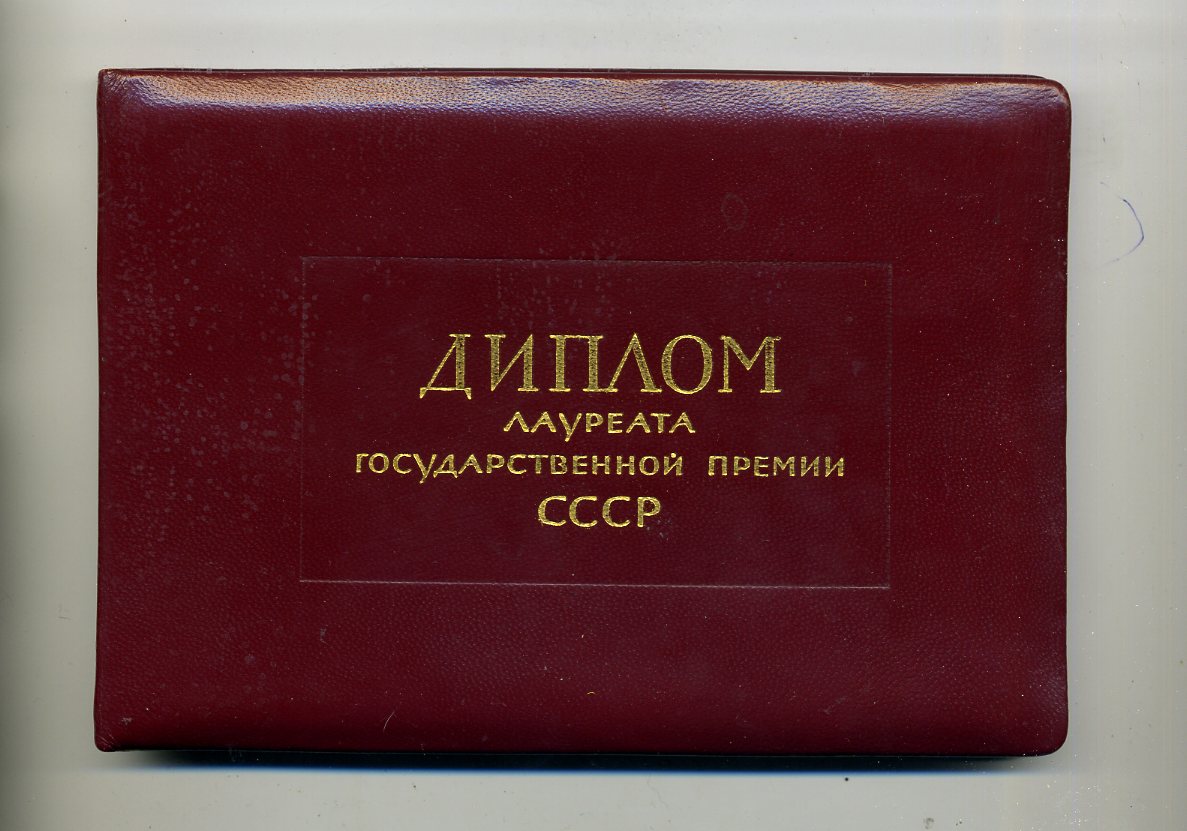 ДИПЛОМ
ЛАУРЕАТА
ГОСУДАРСТВЕННОЙ ПРЕМИИ
СССР